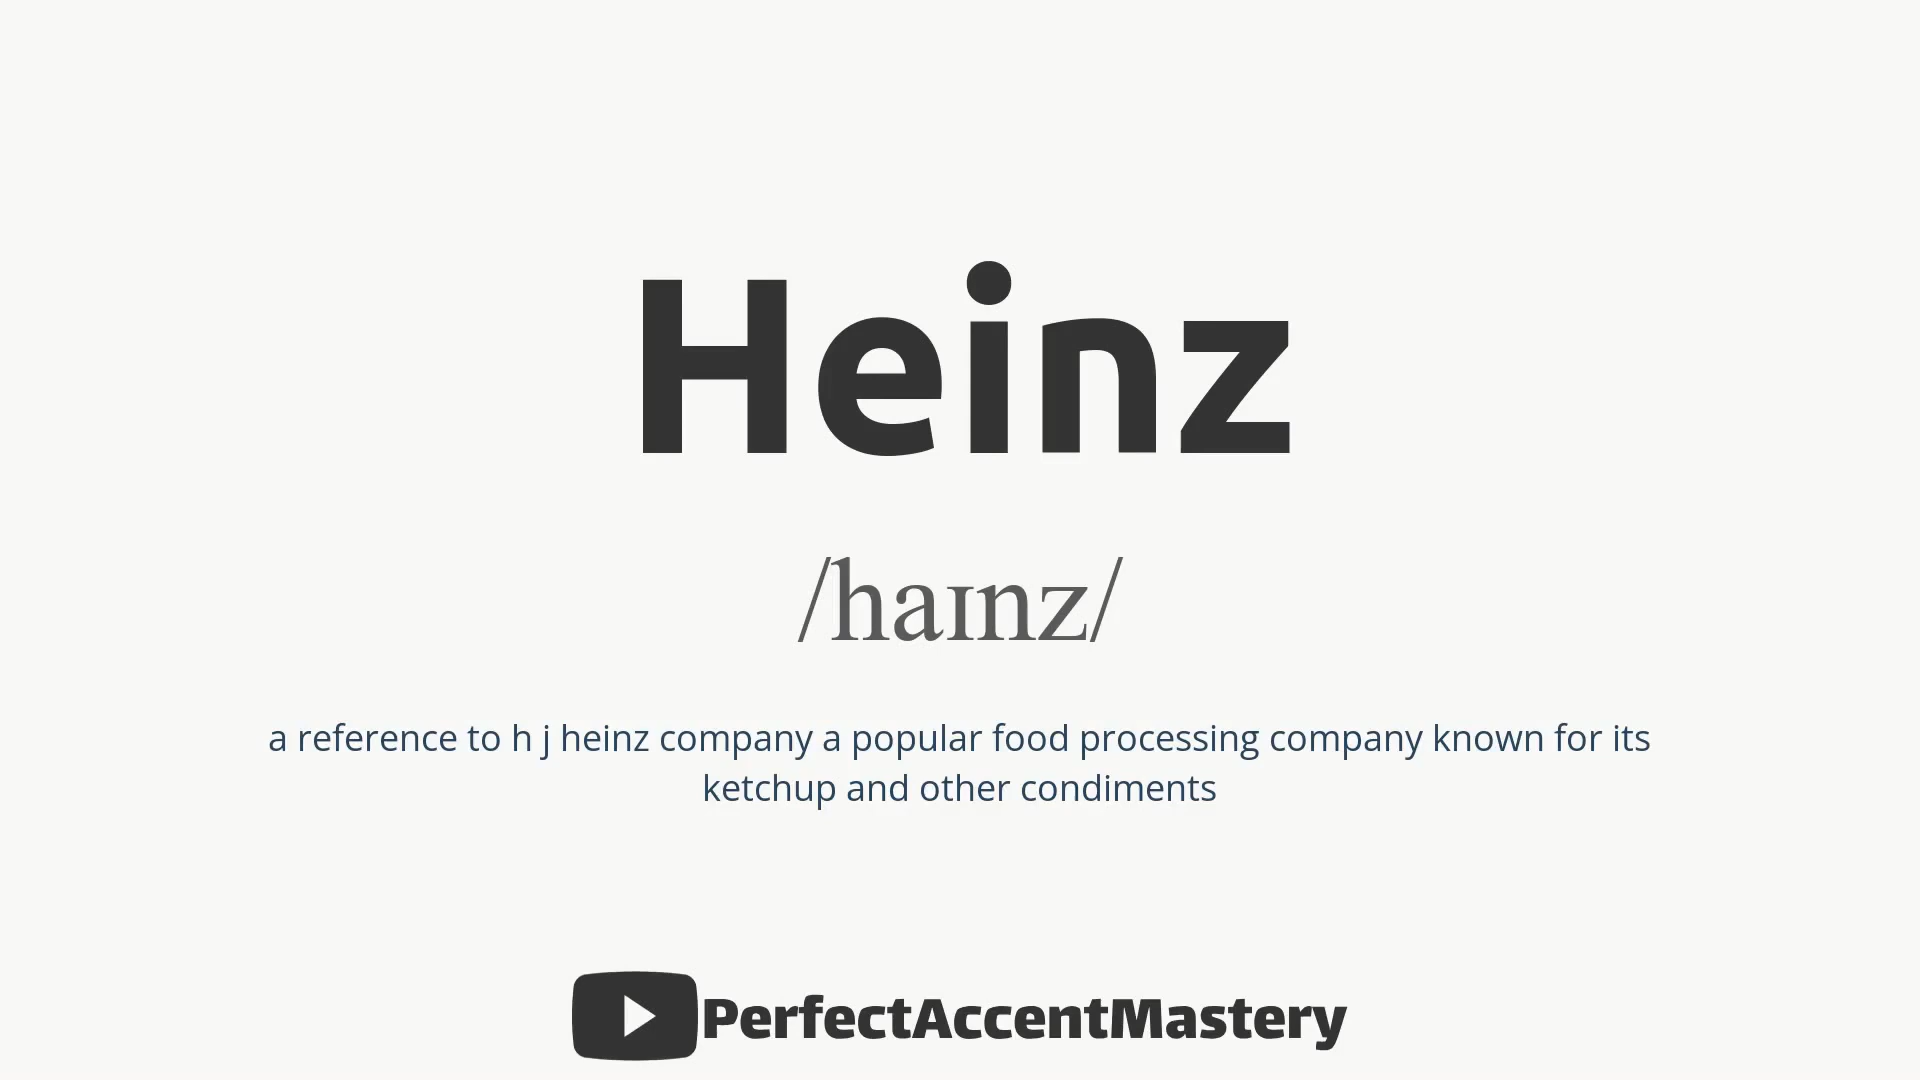 Heinz
/haɪnz/
a reference to h j heinz company a popular food processing company known for its
ketchup and other condiments
PerfectAccentMastery